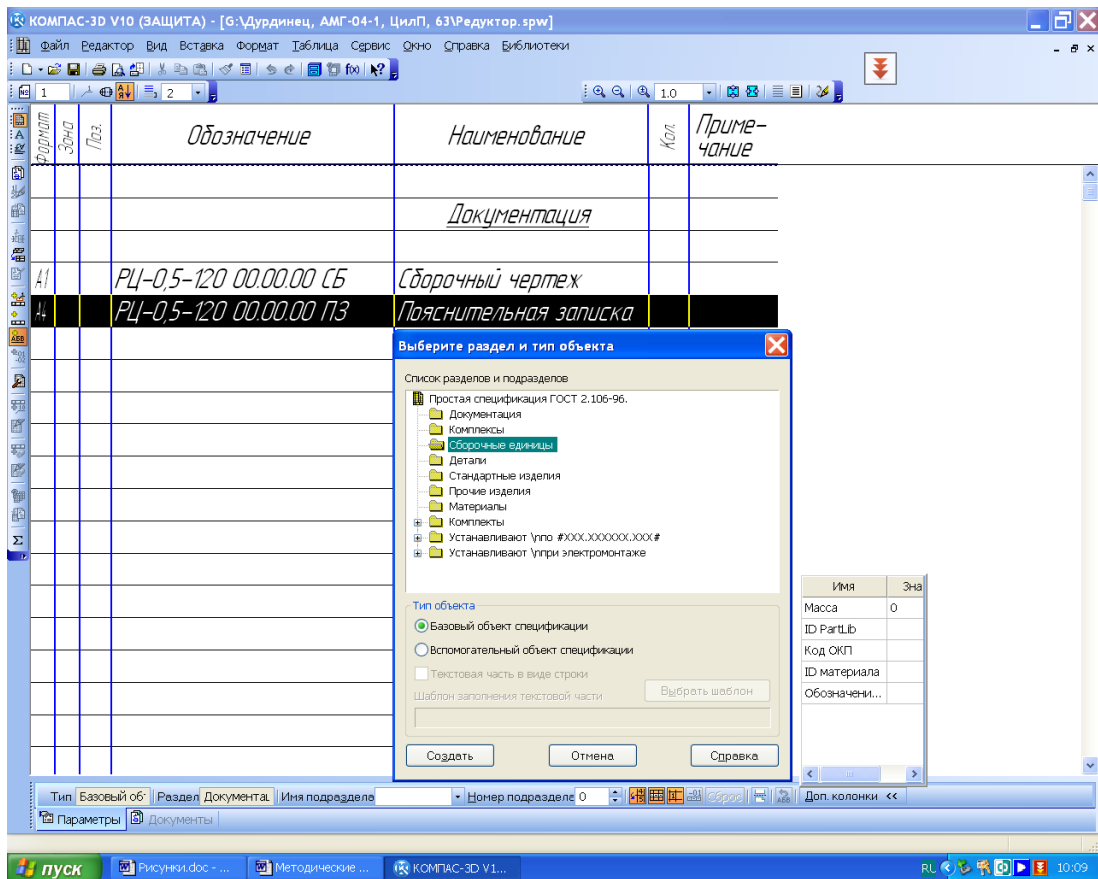 КОМПАС-3D V10 (ЗАЩИТА) - [G:\Дурдинец, АМГ-04-1, ЦилП, 63\Редуктор.spw]
Файл Редактор Вид Вставка Формат Таблица Сервис Окно Справка Библиотеки
1 2 1.0
Формат Зона Поз. Обозначение Наименование Кол. Приме-
чание
Документация
А1 РЦ-0,5-120 00.00.00 СБ Сборочный чертеж
А4 РЦ-0,5-120 00.00.00 ПЗ Пояснительная записка
Выберите раздел и тип объекта
Список разделов и подразделов
Простая спецификация ГОСТ 2.106-96.
Документация
Комплексы
Сборочные единицы
Детали
Стандартные изделия
Прочие изделия
Материалы
Комплекты
Устанавливают \nпо #XXX.XXXXXX.XXX#
Устанавливают \nпри электромонтаже
Тип объекта
Базовый объект спецификации
Вспомогательный объект спецификации
Текстовая часть в виде строки
Шаблон заполнения текстовой части Выбрать шаблон
Создать Отмена Справка
Имя Зна
Масса 0
ID PartLib
Код ОКП
ID материала
Обозначени...
Тип Базовый об Раздел Документац Имя подраздела Номер подраздела 0 Сброс Доп. колонки <<
Параметры Документы
пуск Рисунки.doc - ... Методические ... КОМПАС-3D V1... RL 10:09